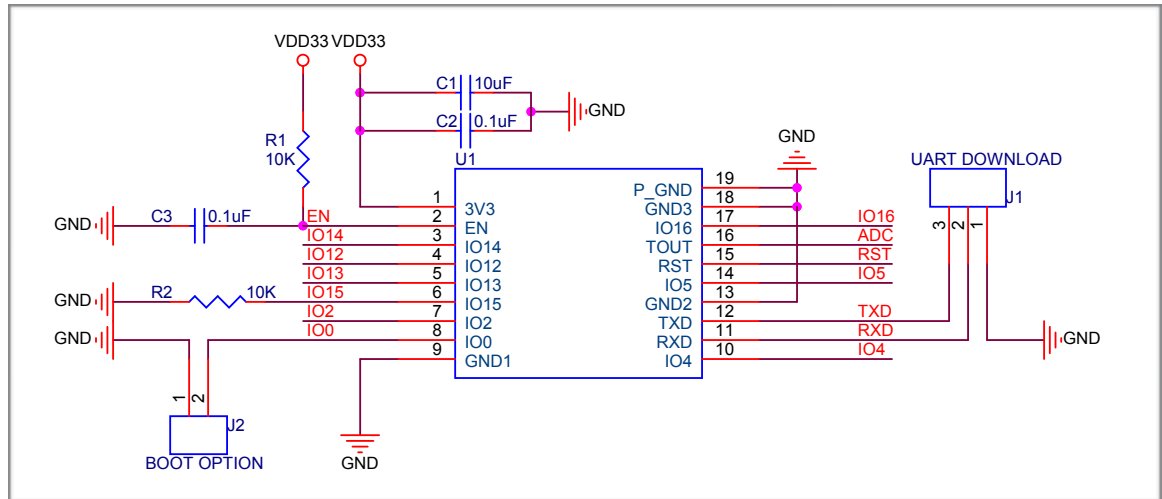 VDD33 VDD33
C1 10uF
GND
C2 0.1uF
R1
10K
U1
GND
UART DOWNLOAD
J1
3 2 1
GND C3 0.1uF
EN
IO14
IO12
IO13
GND R2 10K IO15
IO2
GND IO0
1 3V3
2 EN
3 IO14
4 IO12
5 IO13
6 IO15
7 IO2
8 IO0
9 GND1
P_GND 19
GND3 18
IO16 17 IO16
TOUT 16 ADC
RST 15 RST
IO5 14 IO5
GND2 13
TXD 12 TXD
RXD 11 RXD
IO4 10 IO4
GND
1 2
J2
BOOT OPTION
GND